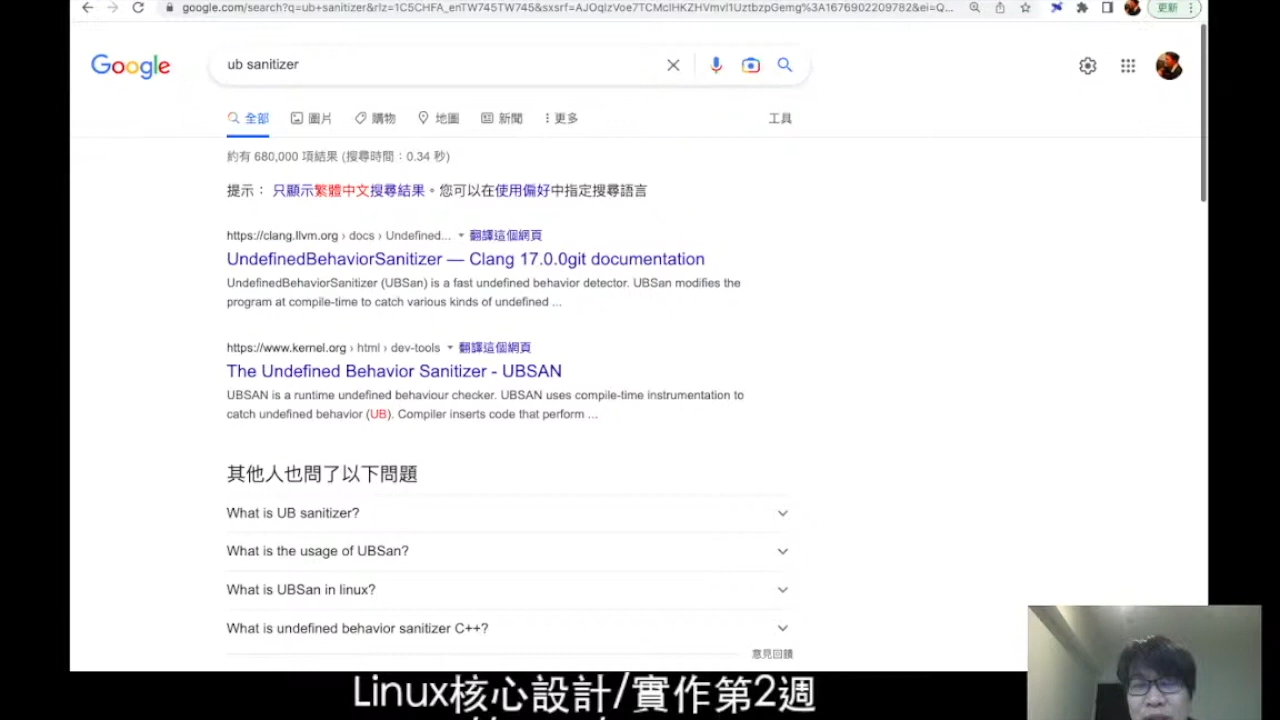 google.com/search?q=ub+sanitizer&rlz=1C5CHFA_enTW745TW745&sxsrf=AJOqlzVoe7TCMclHKZHVmvl1UztbzpGemg%3A1676902209782&ei=Q...
更新
Google
ub sanitizer
全部 圖片 購物 地圖 新聞 更多 工具
約有 680,000 項結果 (搜尋時間：0.34 秒)
提示： 只顯示繁體中文搜尋結果。您可以在使用偏好中指定搜尋語言
https://clang.llvm.org › docs › Undefined... 翻譯這個網頁
UndefinedBehaviorSanitizer — Clang 17.0.0git documentation
UndefinedBehaviorSanitizer (UBSan) is a fast undefined behavior detector. UBSan modifies the
program at compile-time to catch various kinds of undefined ...
https://www.kernel.org › html › dev-tools 翻譯這個網頁
The Undefined Behavior Sanitizer - UBSAN
UBSAN is a runtime undefined behaviour checker. UBSAN uses compile-time instrumentation to
catch undefined behavior (UB). Compiler inserts code that perform ...
其他人也問了以下問題
What is UB sanitizer?
What is the usage of UBSan?
What is UBSan in linux?
What is undefined behavior sanitizer C++?
意見回饋
Linux核心設計/實作第2週